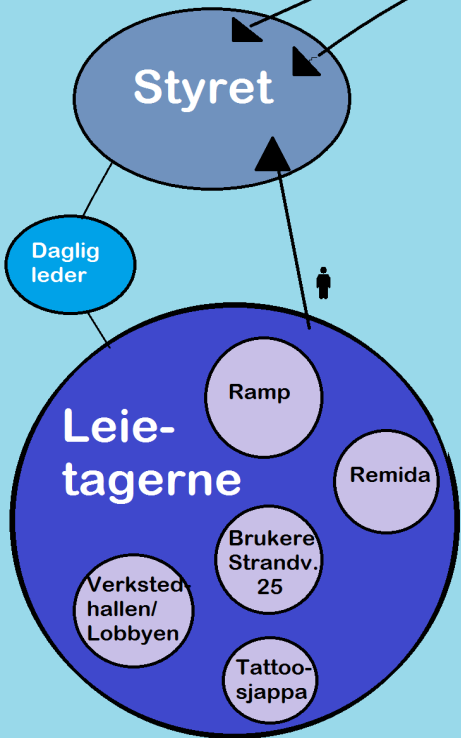 Styret
Daglig
leder
Ramp
Leie-
tagerne
Remida
Brukere
Strandv.
25
Verksted-
hallen/
Lobbyen
Tattoo-
sjappa